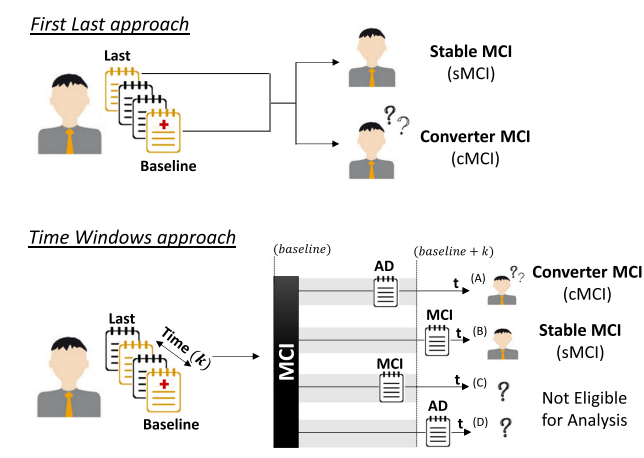 First Last approach
Last
Baseline
Stable MCI
(sMCI)
? ?
Converter MCI
(cMCI)
Time Windows approach
(baseline)
(baseline + k)
Last
Time (k)
Baseline
MCI
AD
t
(A)
? ?
Converter MCI
(cMCI)
MCI
t
(B)
Stable MCI
(sMCI)
MCI
t
(C)
?
AD
t
(D)
?
Not Eligible
for Analysis